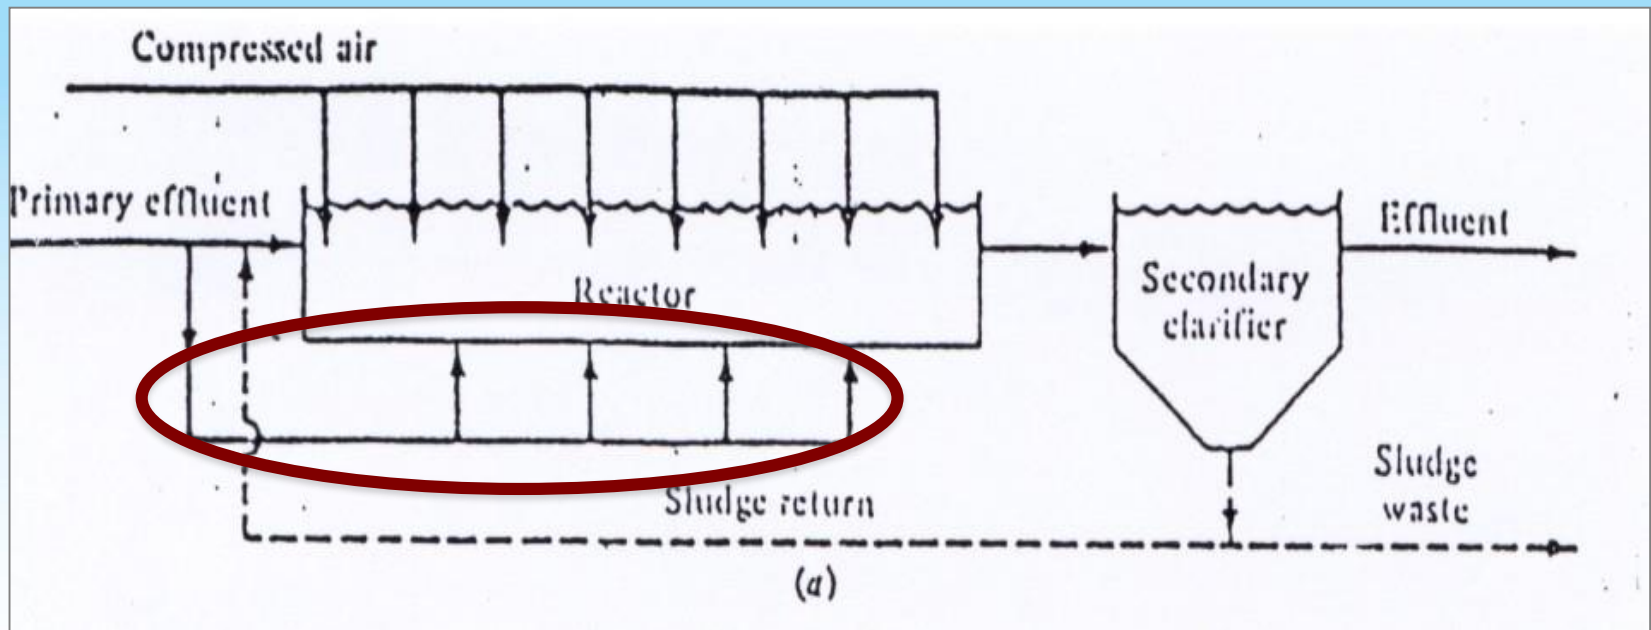 Compressed air
Primary effluent
Reactor
Secondary
clarifier
Effluent
Sludge return
Sludge
waste
(a)